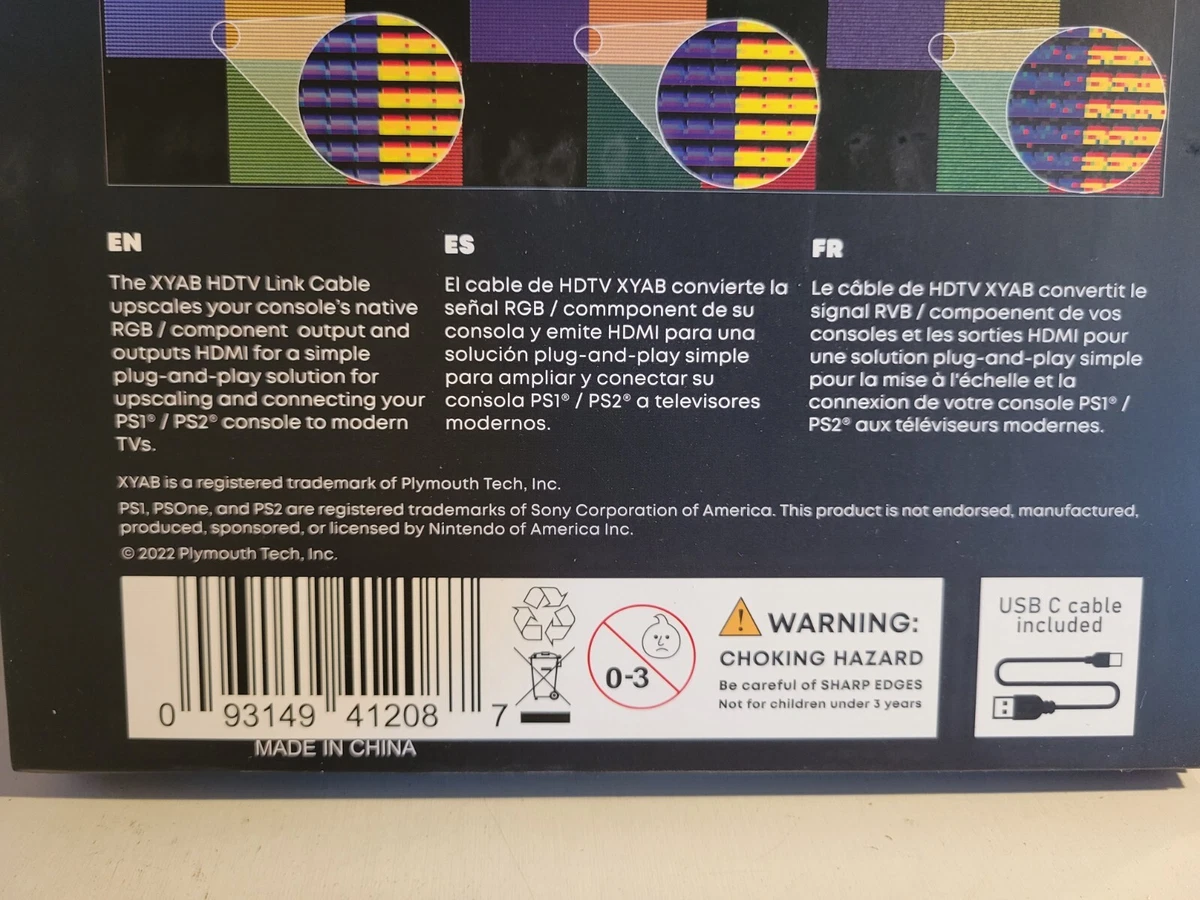 EN
The XYAB HDTV Link Cable
upscales your console's native
RGB / component output and
outputs HDMI for a simple
plug-and-play solution for
upscaling and connecting your
PS1® / PS2® console to modern
TVs.
ES
El cable de HDTV XYAB convierte la
señal RGB / commponent de su
consola y emite HDMI para una
solución plug-and-play simple
para ampliar y conectar su
consola PS1® / PS2® a televisores
modernos.
FR
Le câble de HDTV XYAB convertit le
signal RVB / compoenent de vos
consoles et les sorties HDMI pour
une solution plug-and-play simple
pour la mise à l'échelle et la
connexion de votre console PS1® /
PS2® aux téléviseurs modernes.
XYAB is a registered trademark of Plymouth Tech, Inc.
PS1, PSOne, and PS2 are registered trademarks of Sony Corporation of America. This product is not endorsed, manufactured,
produced, sponsored, or licensed by Nintendo of America Inc.
© 2022 Plymouth Tech, Inc.
0 93149 41208 7
MADE IN CHINA
0-3
WARNING:
CHOKING HAZARD
Be careful of SHARP EDGES
Not for children under 3 years
USB C cable
included